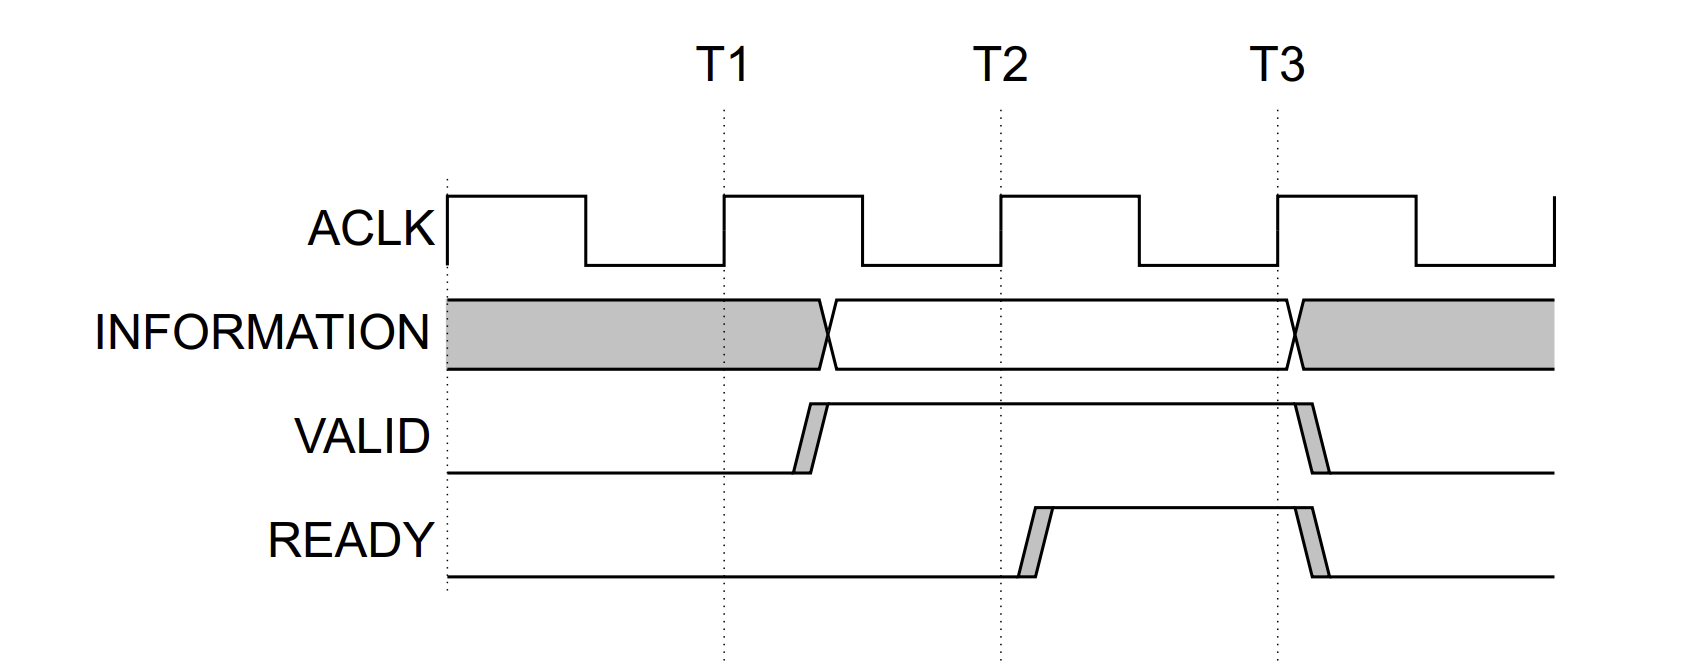 T1 T2 T3
ACLK
INFORMATION
VALID
READY